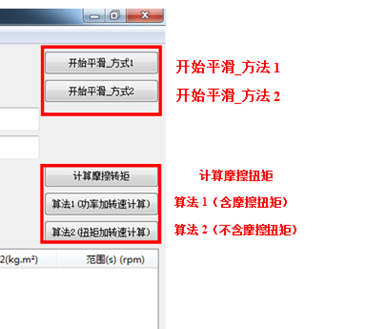 开始平滑_方式1 开始平滑_方法1
开始平滑_方式2 开始平滑_方法2
计算摩擦转矩 计算摩擦扭矩
算法1(功率加转速计算) 算法1（含摩擦扭矩）
算法2(扭矩加转速计算) 算法2（不含摩擦扭矩）
2(kg.m²) 范围(s) (rpm)